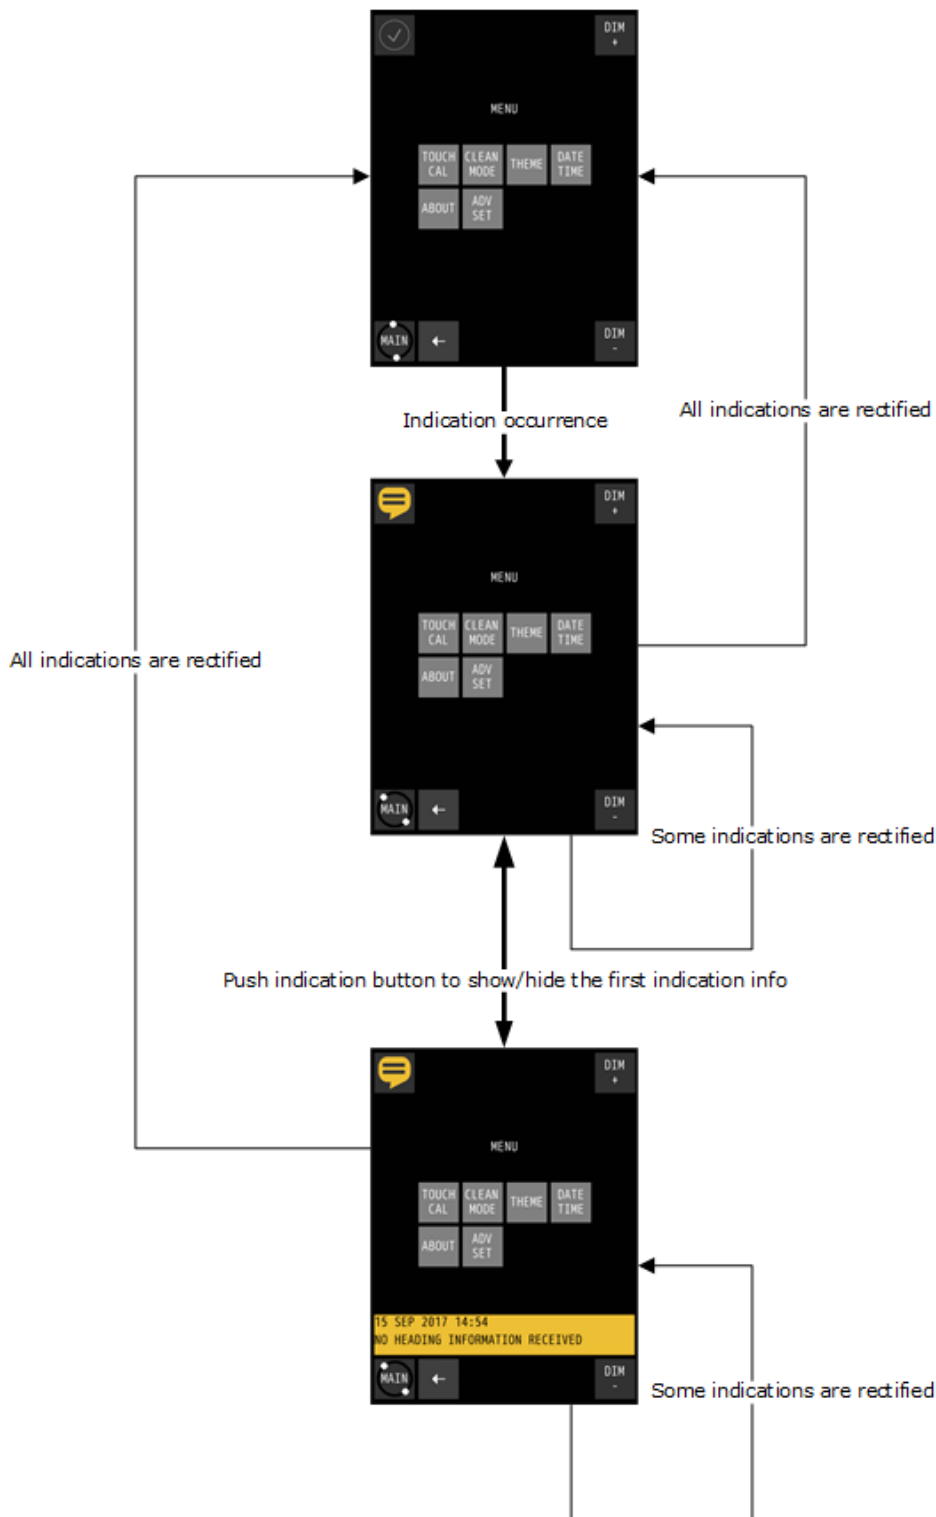 DIM
+
MENU
TOUCH CAL CLEAN MODE THEME DATE TIME
ABOUT ADV SET
MAIN ← DIM
-
Indication occurrence
All indications are rectified
DIM
+
MENU
TOUCH CAL CLEAN MODE THEME DATE TIME
ABOUT ADV SET
All indications are rectified
MAIN ← DIM
-
Some indications are rectified
Push indication button to show/hide the first indication info
DIM
+
MENU
TOUCH CAL CLEAN MODE THEME DATE TIME
ABOUT ADV SET
15 SEP 2017 14:54
NO HEADING INFORMATION RECEIVED
MAIN ← DIM
-
Some indications are rectified